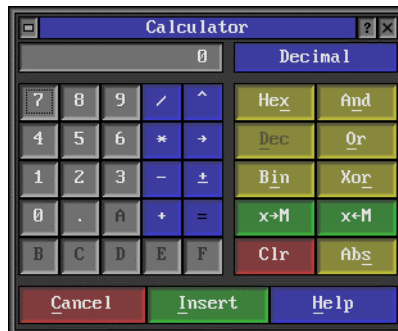 Calculator ? ×
0 Decimal
7 8 9 / ^ Hex And
4 5 6 * → Dec Or
1 2 3 - ± Bin Xor
0 . A + = x→M x←M
B C D E F Clr Abs
Cancel Insert Help